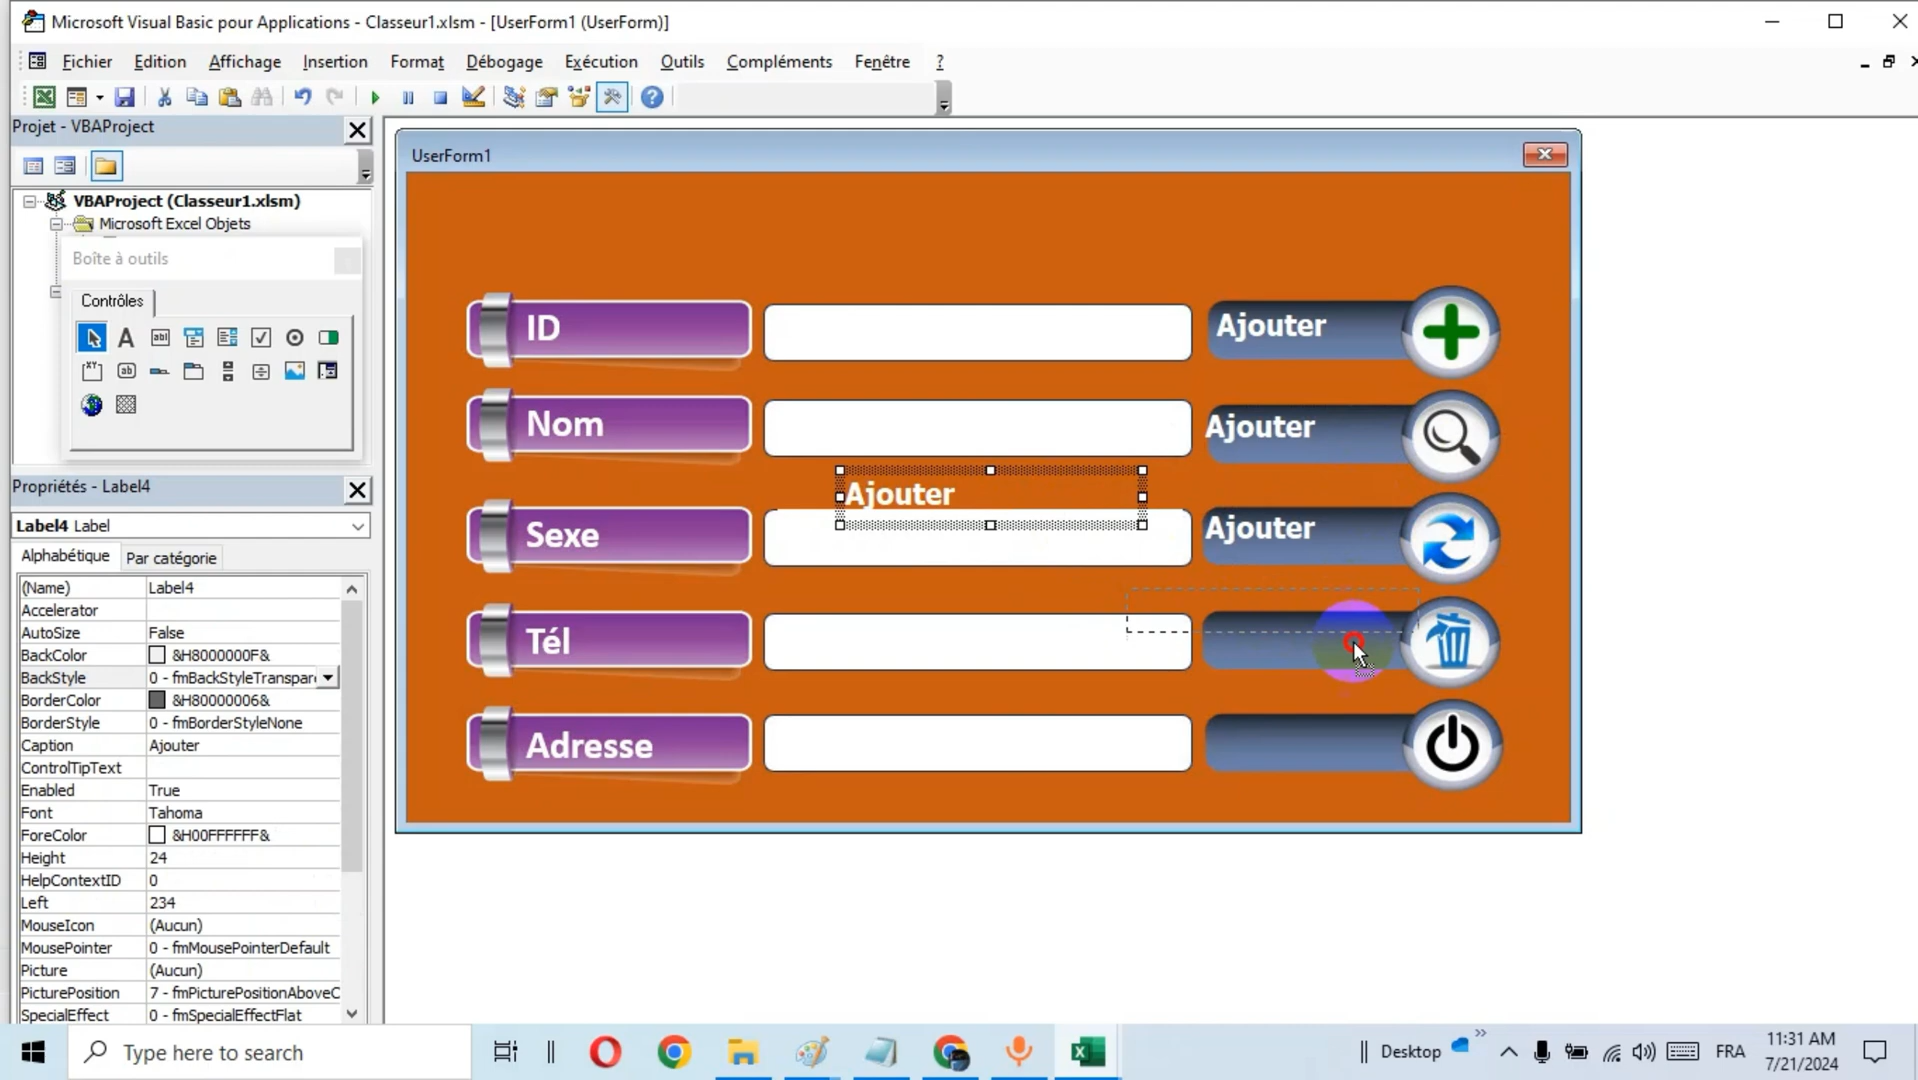 Microsoft Visual Basic pour Applications - Classeur1.xlsm - [UserForm1 (UserForm)]
Fichier Edition Affichage Insertion Format Débogage Exécution Outils Compléments Fenêtre ?
Projet - VBAProject
VBAProject (Classeur1.xlsm)
Microsoft Excel Objets
Boîte à outils
Contrôles
Propriétés - Label4
Label4 Label
Alphabétique Par catégorie
(Name) Label4
Accelerator
AutoSize False
BackColor &H8000000F&
BackStyle 0 - fmBackStyleTranspar
BorderColor &H80000006&
BorderStyle 0 - fmBorderStyleNone
Caption Ajouter
ControlTipText
Enabled True
Font Tahoma
ForeColor &H00FFFFFF&
Height 24
HelpContextID 0
Left 234
MouseIcon (Aucun)
MousePointer 0 - fmMousePointerDefault
Picture (Aucun)
PicturePosition 7 - fmPicturePositionAboveC
SpecialEffect 0 - fmSpecialEffectFlat
UserForm1
ID Ajouter
Nom Ajouter
Ajouter
Sexe Ajouter
Tél
Adresse
Type here to search
Desktop
FRA
11:31 AM
7/21/2024